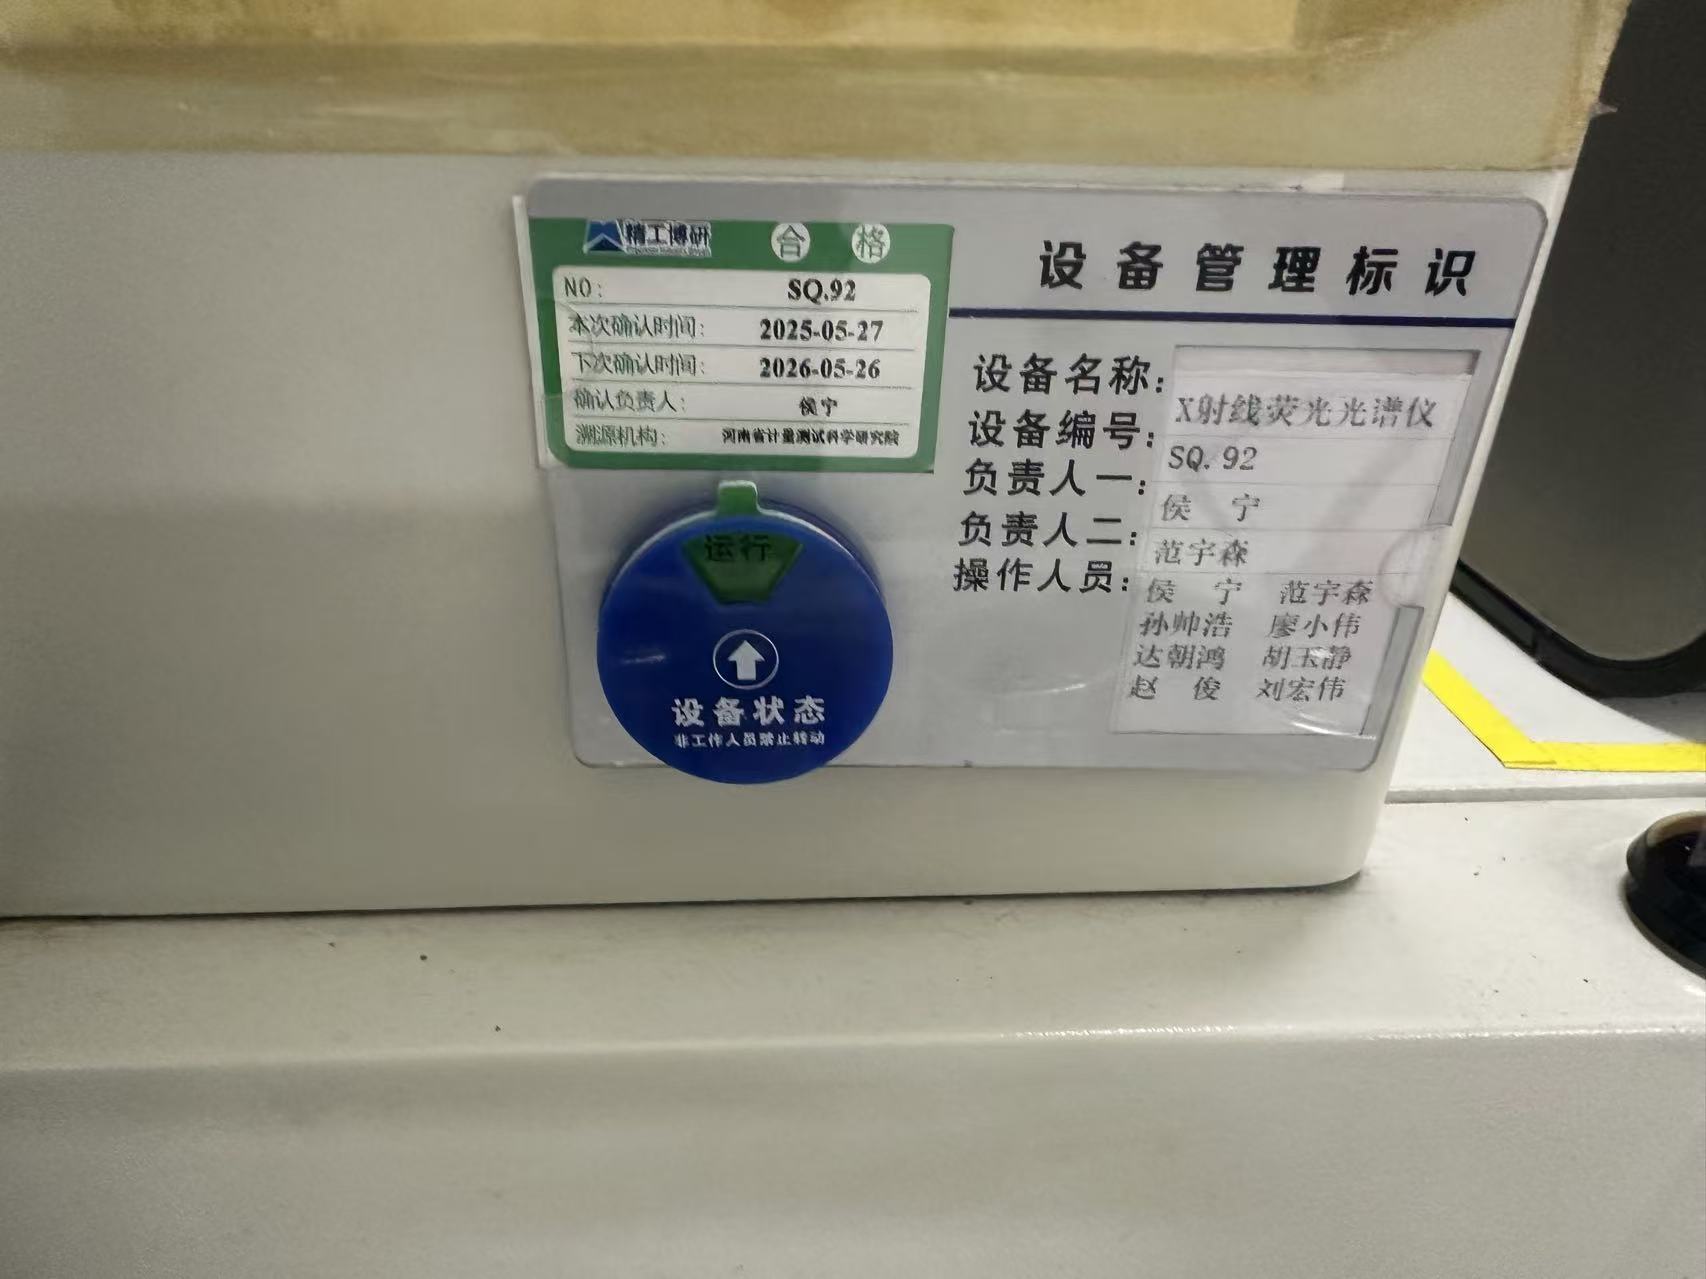 精工博研 合格
NO: SQ.92
本次确认时间: 2025-05-27
下次确认时间: 2026-05-26
确认负责人: 侯宁
溯源机构: 河南省计量测试科学研究院
运行
设备状态
非工作人员禁止转动
设备管理标识
设备名称: X射线荧光光谱仪
设备编号: SQ.92
负责人一: 侯 宁
负责人二: 范宇森
操作人员: 侯 宁 范宇森
孙帅浩 廖小伟
达朝鸿 胡玉静
赵 俊 刘宏伟